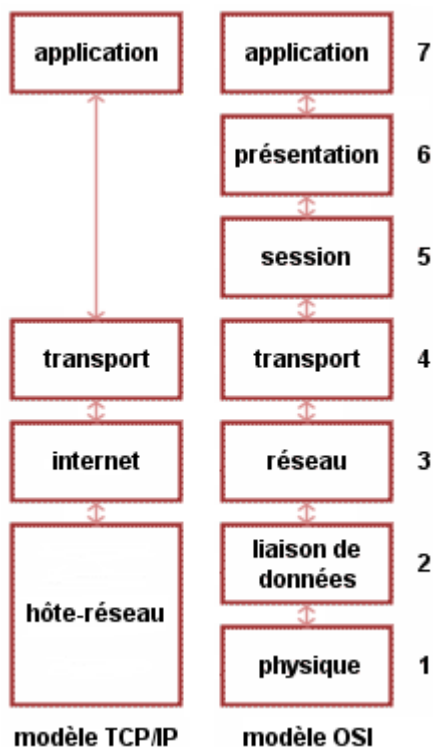 application
application
7
présentation
6
session
5
transport
transport
4
internet
réseau
3
hôte-réseau
liaison de
données
2
physique
1
modèle TCP/IP
modèle OSI